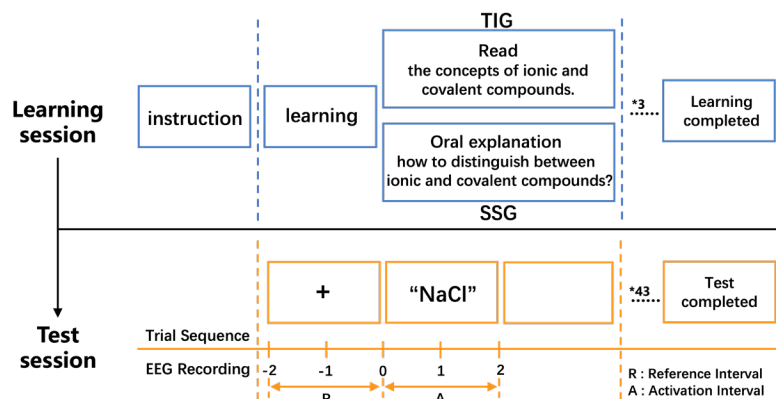 TIG
Learning
session
instruction
learning
Read
the concepts of ionic and
covalent compounds.
Oral explanation
how to distinguish between
ionic and covalent compounds?
*3
Learning
completed
SSG
Test
session
+
“NaCl”
*43
Test
completed
Trial Sequence
EEG Recording
-2 -1 0 1 2
R A
R : Reference Interval
A : Activation Interval